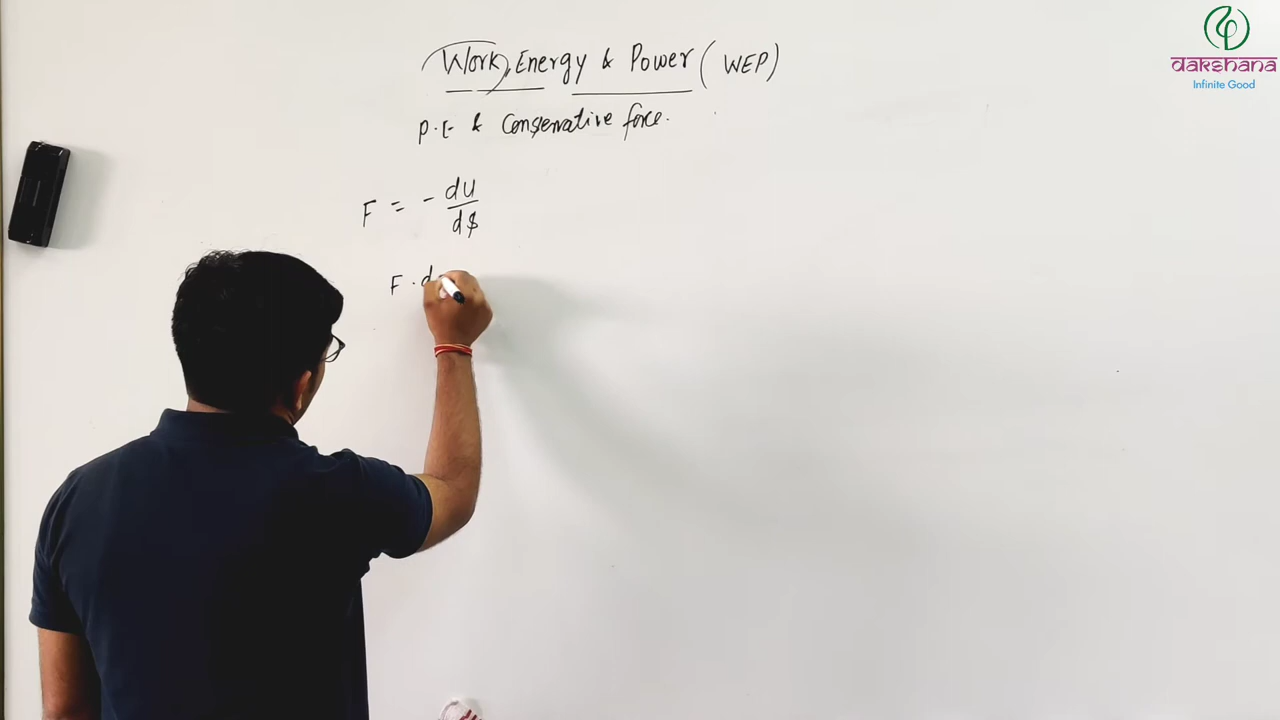 Work, Energy & Power (WEP)
P.E & Conservative force.
F = - dU/ds
F . d
dakshana
Infinite Good